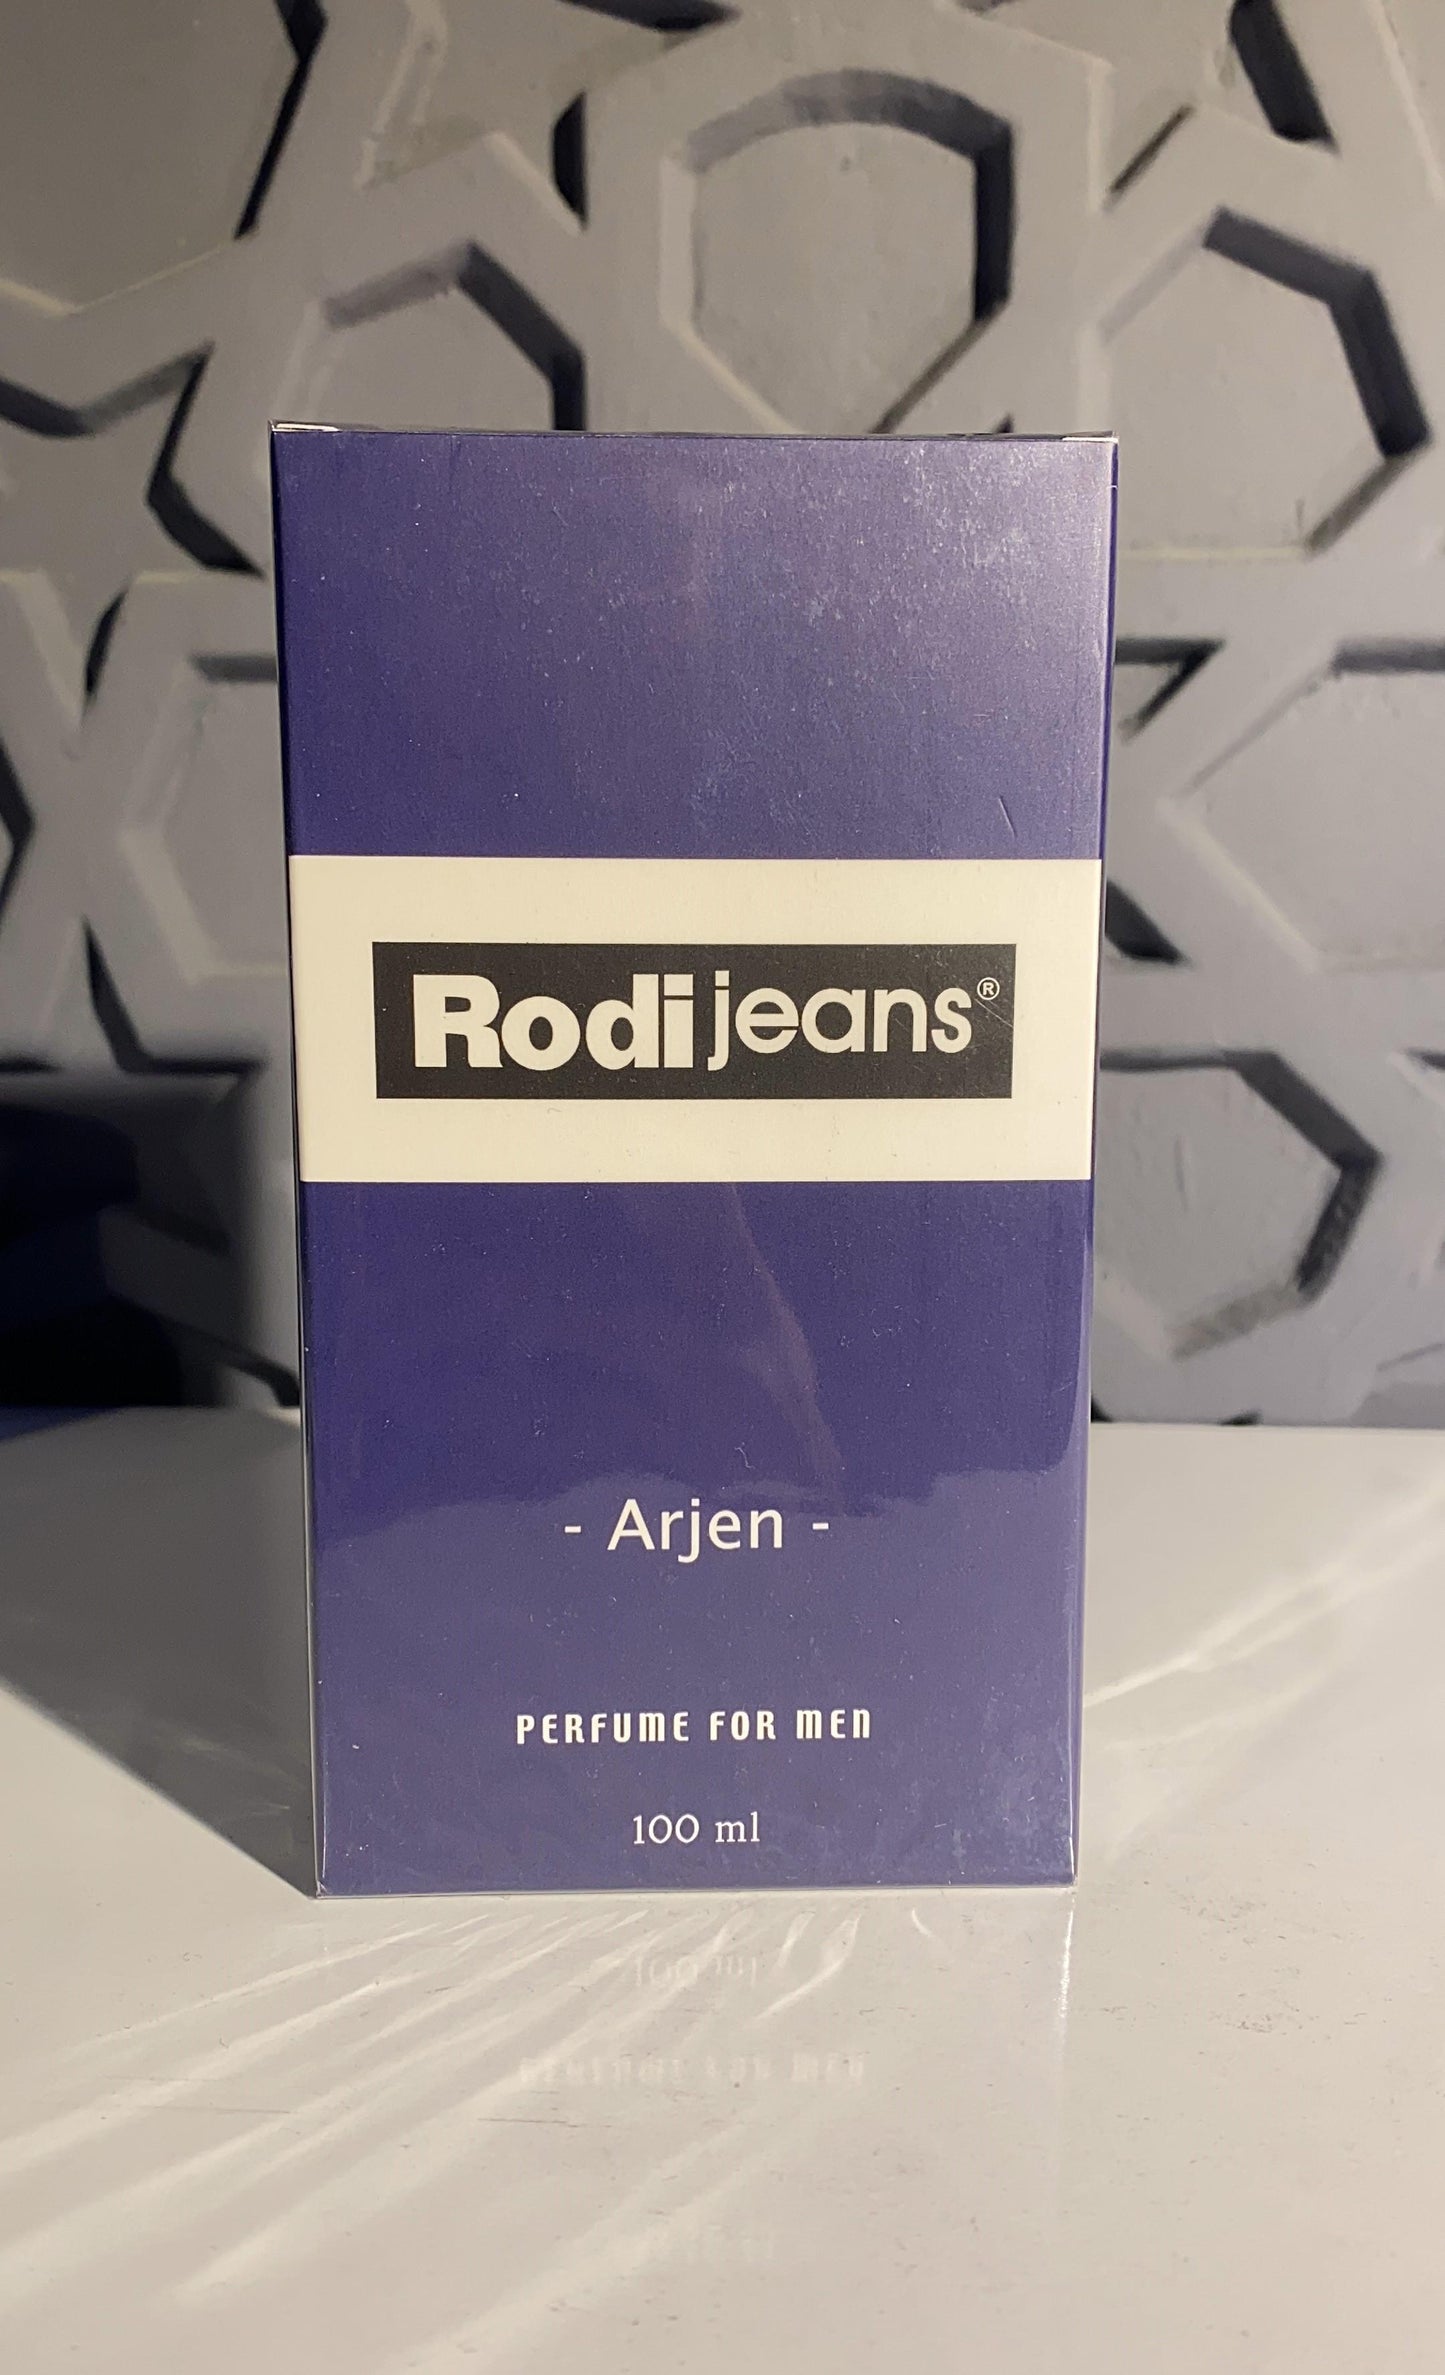 Rodi jeans®
- Arjen -
PERFUME FOR MEN
100 ml